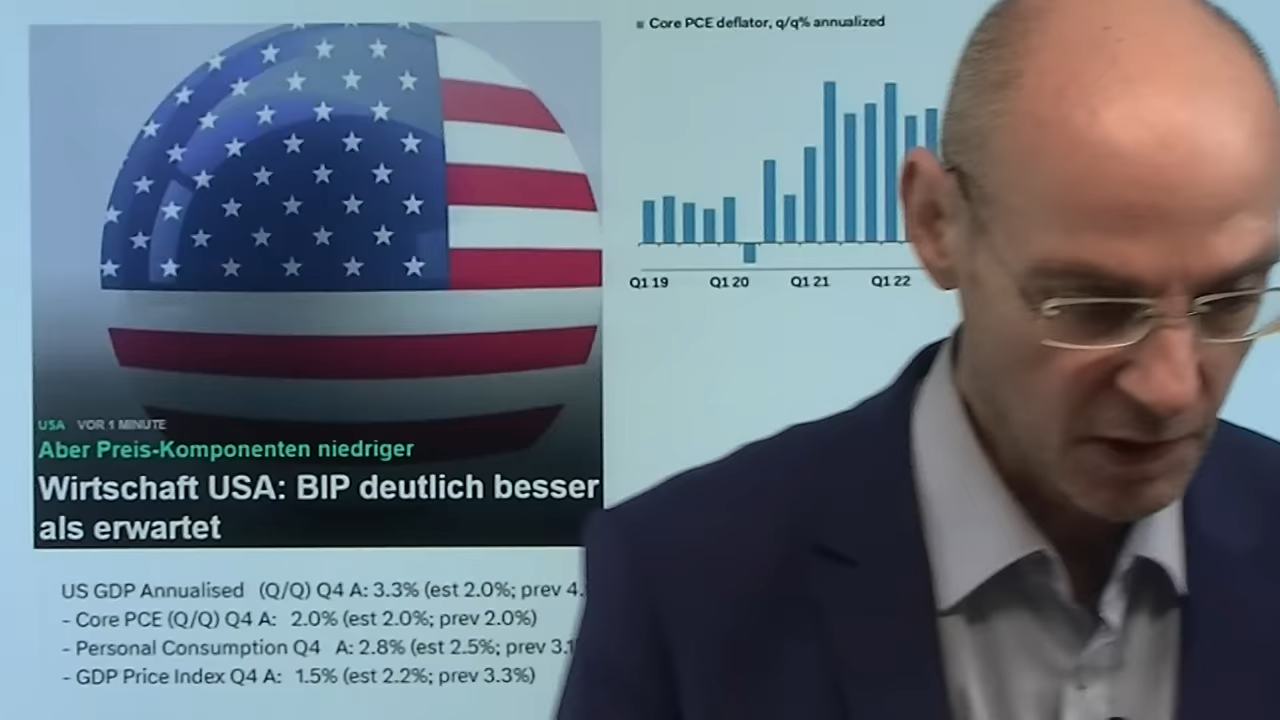 Core PCE deflator, q/q% annualized
Q1 19 Q1 20 Q1 21 Q1 22
USA VOR 1 MINUTE
Aber Preis-Komponenten niedriger
Wirtschaft USA: BIP deutlich besser
als erwartet
US GDP Annualised (Q/Q) Q4 A: 3.3% (est 2.0%; prev 4.
- Core PCE (Q/Q) Q4 A: 2.0% (est 2.0%; prev 2.0%)
- Personal Consumption Q4 A: 2.8% (est 2.5%; prev 3.1
- GDP Price Index Q4 A: 1.5% (est 2.2%; prev 3.3%)